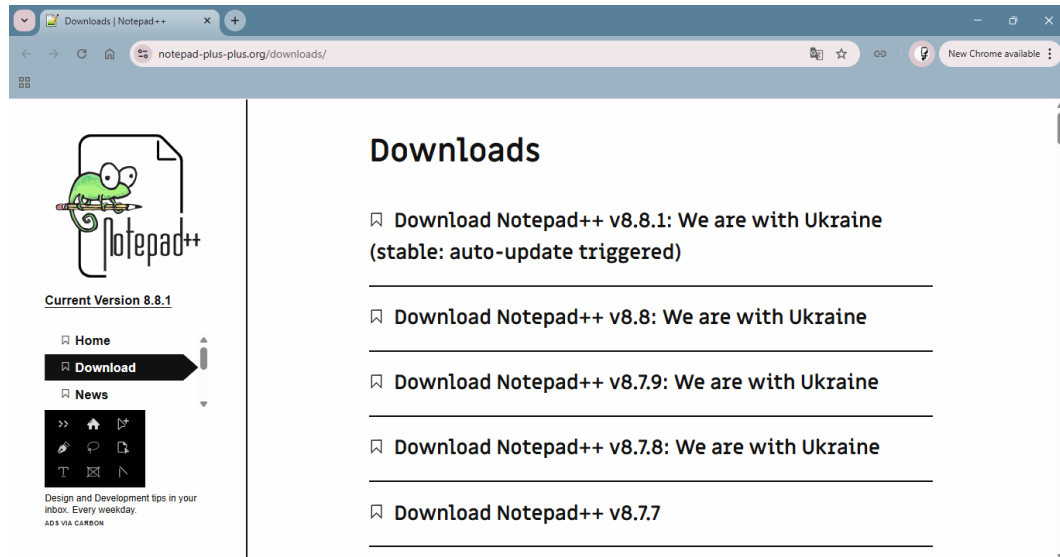 Downloads | Notepad++
notepad-plus-plus.org/downloads/
New Chrome available
Notepad++
Current Version 8.8.1
Home
Download
News
Design and Development tips in your
inbox. Every weekday.
ADS VIA CARBON
Downloads
Download Notepad++ v8.8.1: We are with Ukraine
(stable: auto-update triggered)
Download Notepad++ v8.8: We are with Ukraine
Download Notepad++ v8.7.9: We are with Ukraine
Download Notepad++ v8.7.8: We are with Ukraine
Download Notepad++ v8.7.7